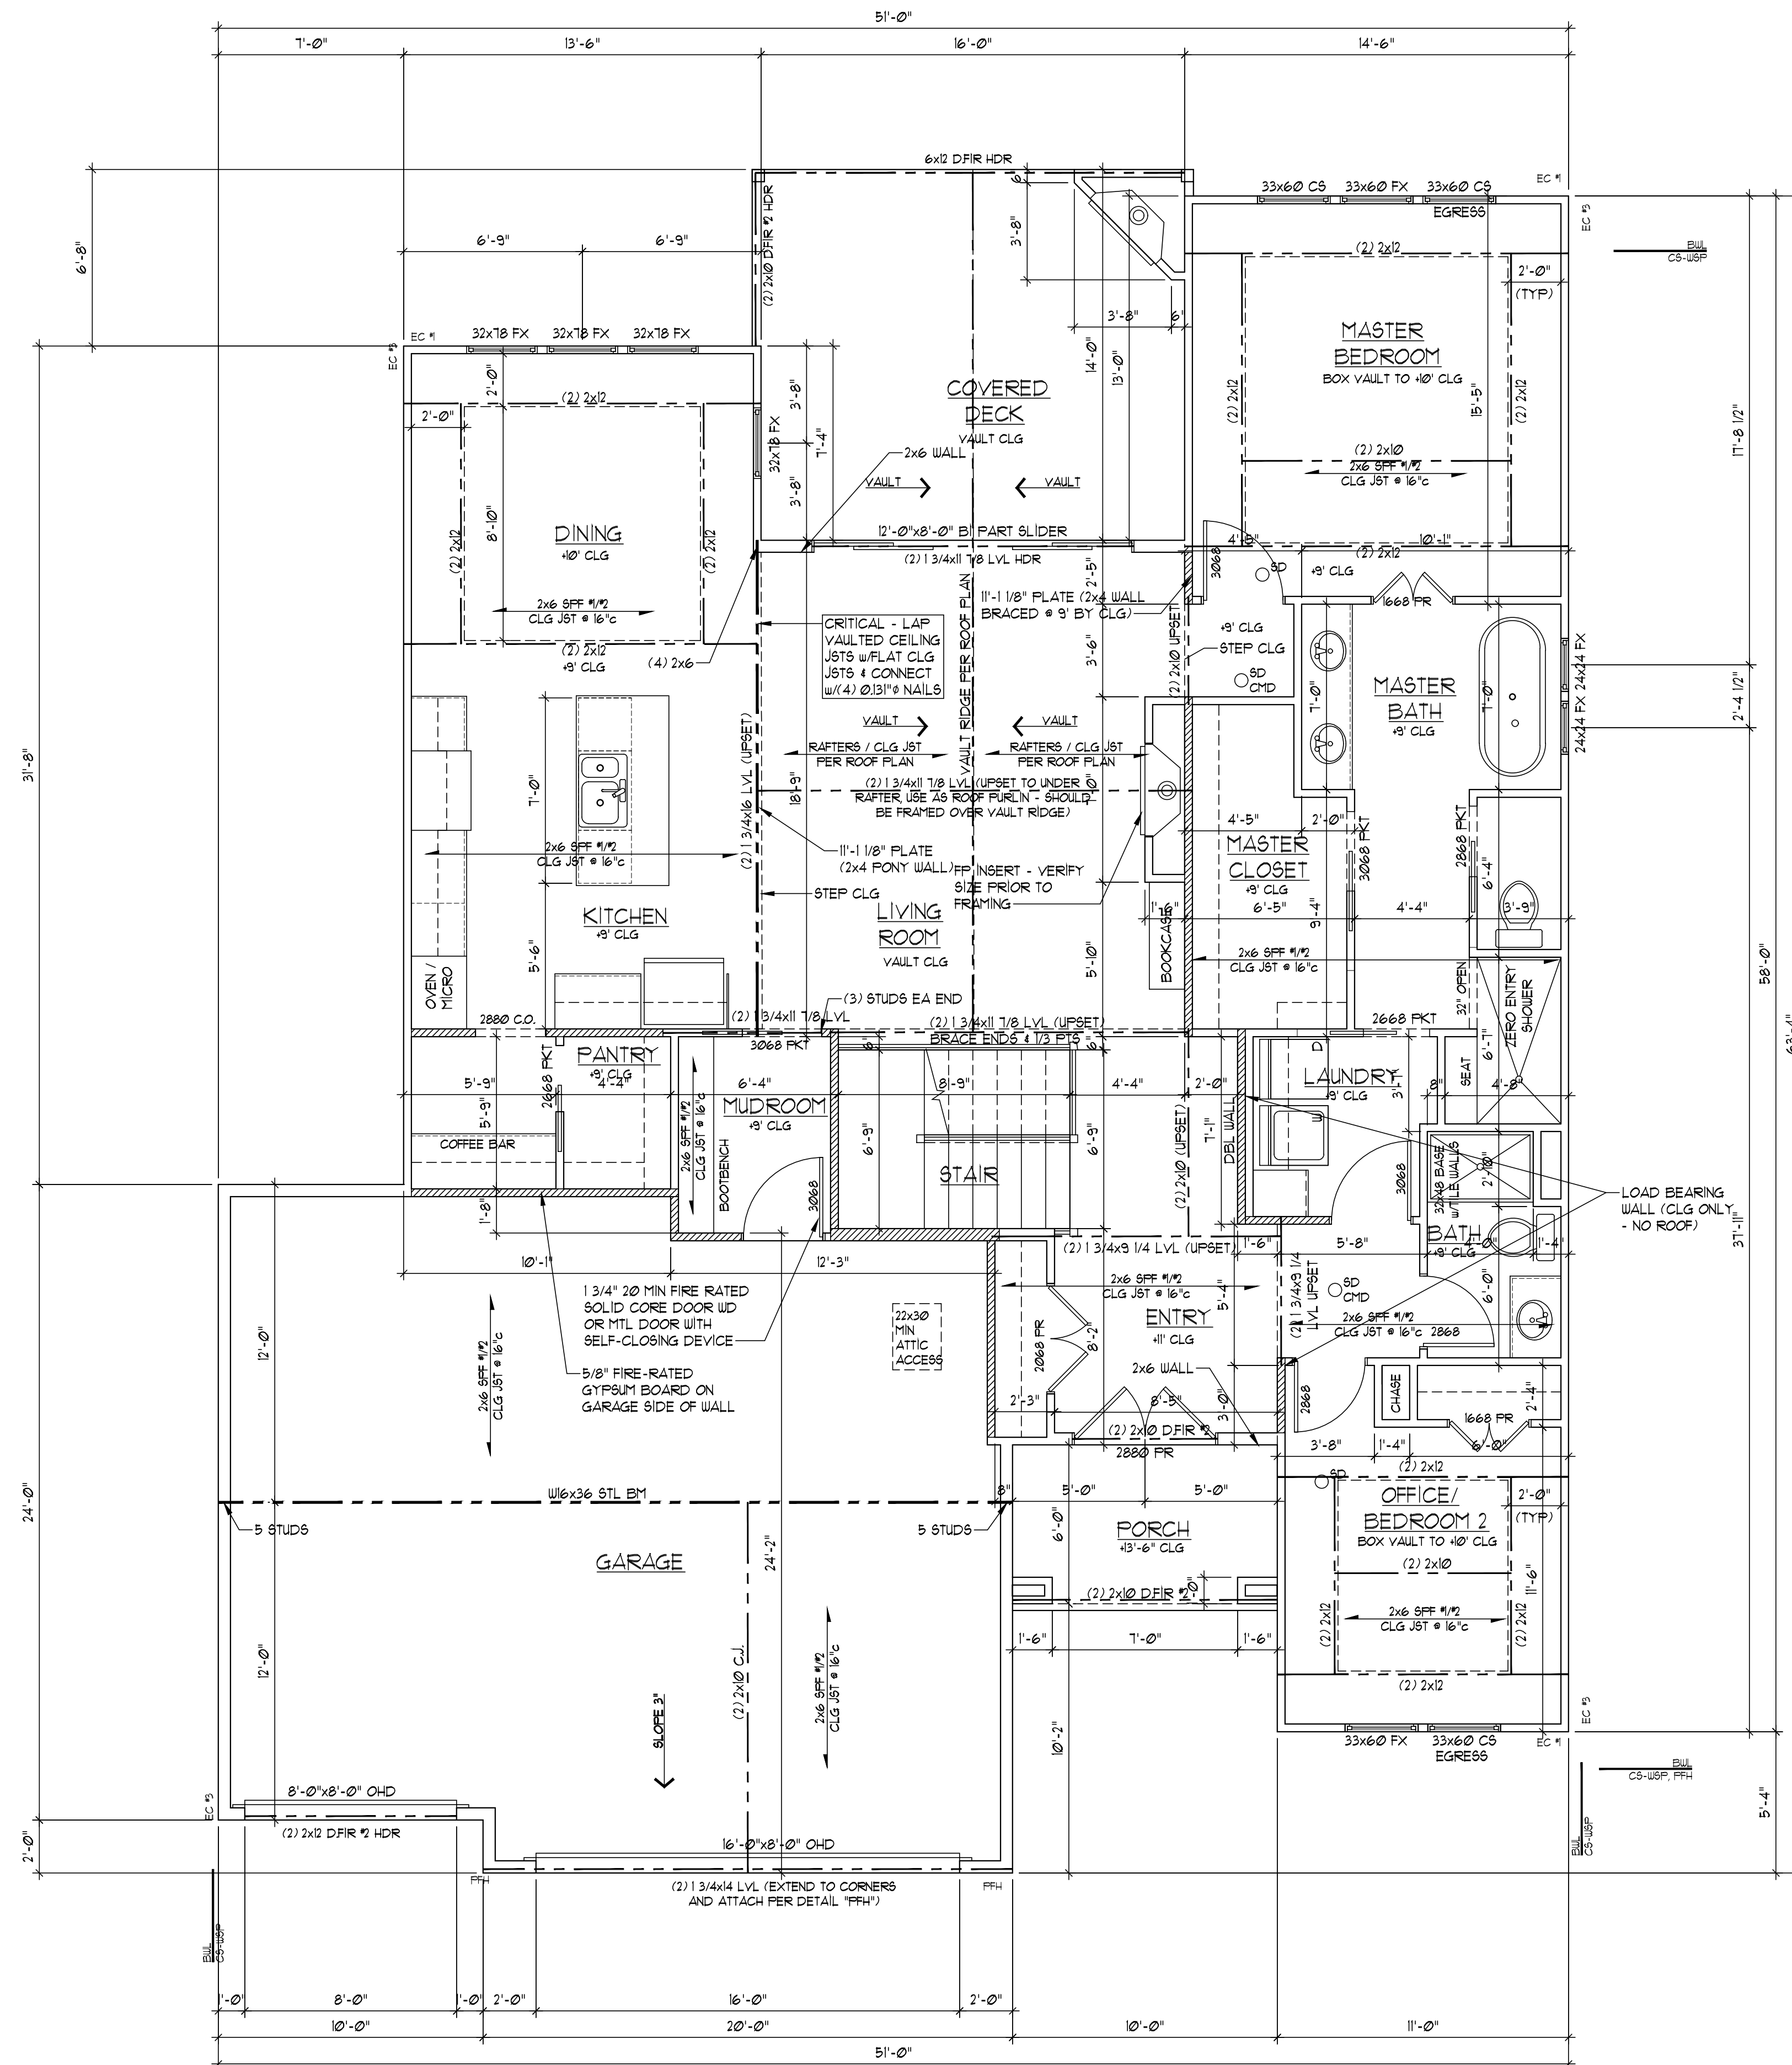 51'-0"
7'-0"
13'-6"
16'-0"
14'-6"
6x12 D.FIR HDR
EC #1
33x60 CS
33x60 FX
33x60 CS
EGRESS
EC #3
BWL
CS-WSP
(2) 2x10 D.FIR #2 HDR
6"
3'-8"
6'-8"
6'-9"
6'-9"
(2) 2x12
2'-0"
(TYP)
3'-8"
6"
EC #1
EC #3
32x78 FX
32x78 FX
32x78 FX
MASTER
BEDROOM
BOX VAULT TO +10' CLG
14'-0"
13'-0"
15'-5"
(2) 2x12
(2) 2x12
17'-8 1/2"
2'-0"
(2) 2x12
2'-0"
3'-8"
7'-4"
3'-8"
32x78 FX
COVERED
DECK
VAULT CLG
2x6 WALL
(2) 2x10
2x6 SPF #1/#2
CLG JST @ 16"c
VAULT
VAULT
8'-10"
DINING
+10' CLG
(2) 2x12
(2) 2x12
12'-0"x8'-0" BI PART SLIDER
(2) 1 3/4x11 7/8 LVL HDR
3068
4'-5"
10'-1"
(2) 2x12
SD
+9' CLG
2'-5"
2x6 SPF #1/#2
CLG JST @ 16"c
11'-1 1/8" PLATE (2x4 WALL
BRACED @ 9' BY CLG)
1668 PR
CRITICAL - LAP
VAULTED CEILING
JSTS w/FLAT CLG
JSTS & CONNECT
w/(4) 0.131"ø NAILS
VAULT RIDGE PER ROOF PLAN
3'-6"
(2) 2x10 UPSET
+9' CLG
STEP CLG
SD
CMD
(2) 2x12
+9' CLG
(4) 2x6
31'-8"
7'-0"
MASTER
BATH
+9' CLG
7'-0"
24x24 FX 24x24 FX
2'-4 1/2"
VAULT
VAULT
RAFTERS / CLG JST
PER ROOF PLAN
RAFTERS / CLG JST
PER ROOF PLAN
(2) 1 3/4x16 LVL (UPSET)
18'-9"
7'-0"
(2) 1 3/4x11 7/8 LVL (UPSET TO UNDER
RAFTER, USE AS ROOF PURLIN - SHOULD
BE FRAMED OVER VAULT RIDGE)
7'-0"
4'-5"
2'-0"
2x6 SPF #1/#2
CLG JST @ 16"c
11'-1 1/8" PLATE
(2x4 PONY WALL)
FP INSERT - VERIFY
SIZE PRIOR TO
FRAMING
MASTER
CLOSET
+9' CLG
3068 PKT
2868 PKT
6'-4"
STEP CLG
KITCHEN
+9' CLG
LIVING
ROOM
VAULT CLG
1'-6"
6'-5"
9'-4"
4'-4"
3'-9"
5'-6"
5'-10"
BOOKCASE
2x6 SPF #1/#2
CLG JST @ 16"c
58'-0"
OVEN /
MICRO
(3) STUDS EA END
32" OPEN
ZERO ENTRY
SHOWER
2880 C.O.
(2) 1 3/4x11 7/8 LVL
(2) 1 3/4x11 7/8 LVL (UPSET)
BRACE ENDS & 1/3 PTS
3068 PKT
2668 PKT
6'-7"
63'-4"
PANTRY
+9' CLG
2668 PKT
5'-9"
4'-4"
5'-9"
6'-4"
6"
6"
8'-9"
4'-4"
2'-0"
D
LAUNDRY
+9' CLG
3'-7"
8"
SEAT
4'-8"
MUDROOM
+9' CLG
2x6 SPF #1/#2
CLG JST @ 16"c
BOOTBENCH
COFFEE BAR
6'-9"
6'-9"
(2) 2x10 (UPSET)
7'-1"
DBL WALL
W
STAIR
3068
3068
32x48 BASE
w/TILE WALLS
2'-10"
LOAD BEARING
WALL (CLG ONLY
- NO ROOF)
1'-8"
BATH
+9' CLG
4'-0"
1'-4"
37'-11"
10'-1"
12'-3"
(2) 1 3/4x9 1/4 LVL (UPSET)
1'-6"
5'-8"
1 3/4" 20 MIN FIRE RATED
SOLID CORE DOOR WD
OR MTL DOOR WITH
SELF-CLOSING DEVICE
2x6 SPF #1/#2
CLG JST @ 16"c
(2) 1 3/4x9 1/4
LVL UPSET
SD
CMD
6'-0"
5'-4"
22x30
MIN
ATTIC
ACCESS
ENTRY
+11' CLG
2x6 SPF #1/#2
CLG JST @ 16"c
2868
12'-0"
2x6 SPF #1/#2
CLG JST @ 16"c
2068 PR
8'-2"
5/8" FIRE-RATED
GYPSUM BOARD ON
GARAGE SIDE OF WALL
2x6 WALL
2'-3"
8'-5"
3'-0"
2868
CHASE
2'-4"
1668 PR
(2) 2x10 D.FIR #2
2880 PR
3'-8"
1'-4"
6'-0"
(2) 2x12
SD
24'-0"
W16x36 STL BM
8"
5'-0"
5'-0"
OFFICE/
BEDROOM 2
BOX VAULT TO +10' CLG
2'-0"
(TYP)
5 STUDS
5 STUDS
6'-0"
PORCH
+13'-6" CLG
GARAGE
24'-2"
(2) 2x10
(2) 2x10 D.FIR #2
11'-6"
2x6 SPF #1/#2
CLG JST @ 16"c
(2) 2x12
(2) 2x12
1'-6"
7'-0"
1'-6"
12'-0"
SLOPE 3"
(2) 2x10 C.J.
2x6 SPF #1/#2
CLG JST @ 16"c
(2) 2x12
10'-2"
EC #3
33x60 FX
33x60 CS
EGRESS
EC #1
BWL
CS-WSP, PFH
8'-0"x8'-0" OHD
EC #3
(2) 2x12 D.FIR #2 HDR
5'-4"
2'-0"
16'-0"x8'-0" OHD
BWL
CS-WSP
PFH
PFH
(2) 1 3/4x14 LVL (EXTEND TO CORNERS
AND ATTACH PER DETAIL "PFH")
BWL
CS-WSP
1'-0"
8'-0"
1'-0"
2'-0"
16'-0"
2'-0"
10'-0"
20'-0"
10'-0"
11'-0"
51'-0"